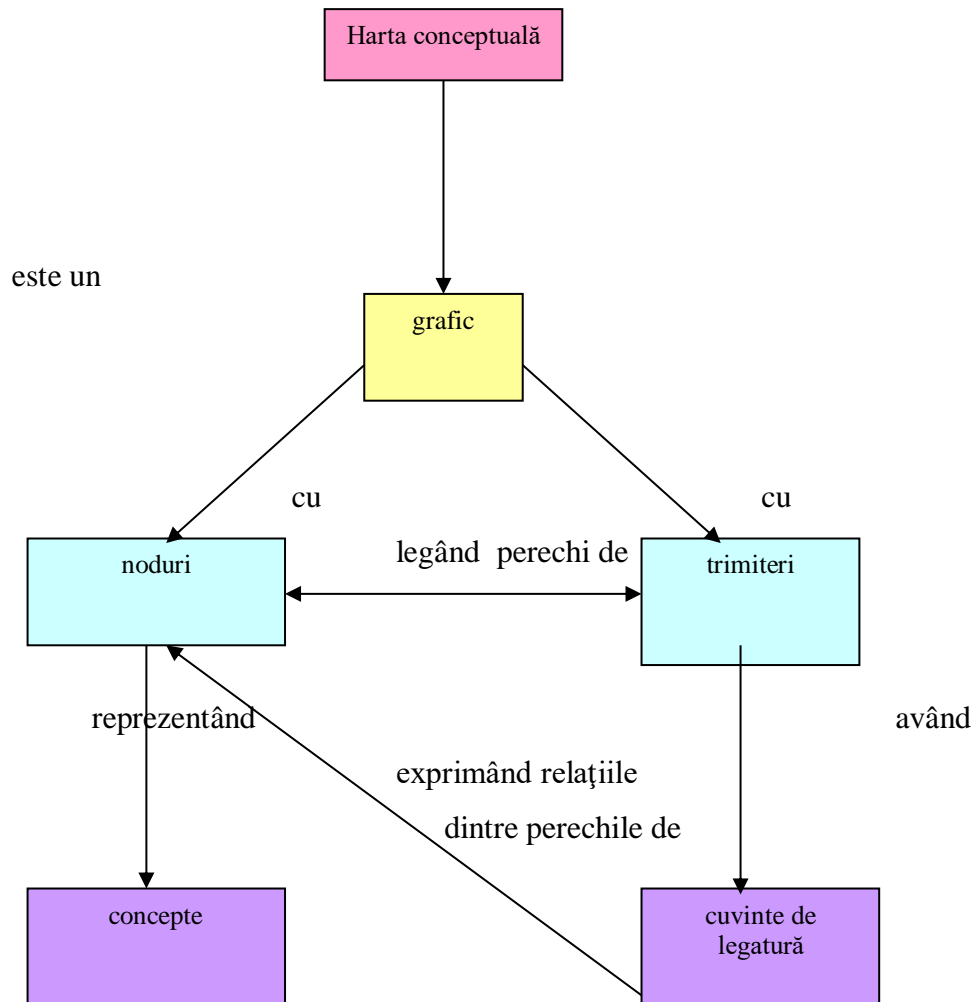 Harta conceptuală
este un
grafic
cu
cu
noduri
legând perechi de
trimiteri
reprezentând
având
exprimând relaţiile
dintre perechile de
concepte
cuvinte de
legatură